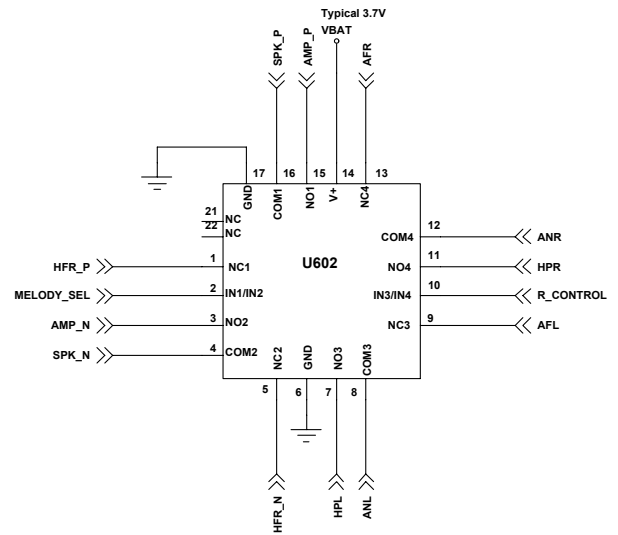 Typical 3.7V
VBAT
SPK_P
AMP_P
AFR
17
16
15
14
13
GND
COM1
NO1
V+
NC4
21
NC
22
NC
12
COM4
ANR
HFR_P
1
NC1
U602
11
NO4
HPR
MELODY_SEL
2
IN1/IN2
10
IN3/IN4
R_CONTROL
AMP_N
3
NO2
9
NC3
AFL
SPK_N
4
COM2
NC2
GND
NO3
COM3
5
6
7
8
HFR_N
HPL
ANL